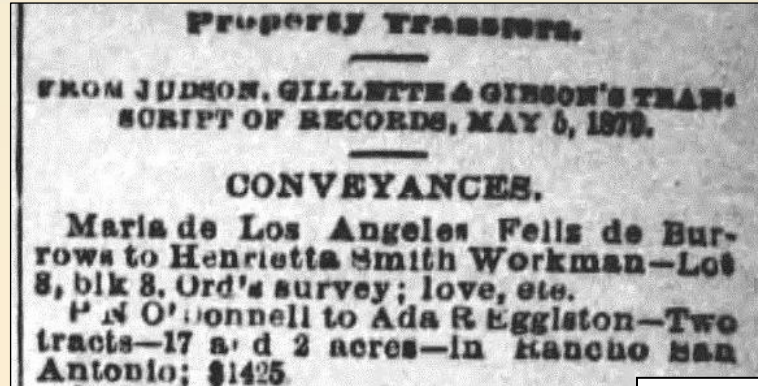 Property Transfers.
FROM JUDSON, GILLETTE & GIBSON'S TRAN-
SCRIPT OF RECORDS, MAY 5, 1879.
CONVEYANCES.
Maria de Los Angeles Felis de Bur-
rows to Henrietta Smith Workman—Lot
8, blk 8, Ord's survey; love, etc.
P N O'Donnell to Ada R Eggleston—Two
tracts—17 and 2 acres—in Rancho San
Antonio; $1425